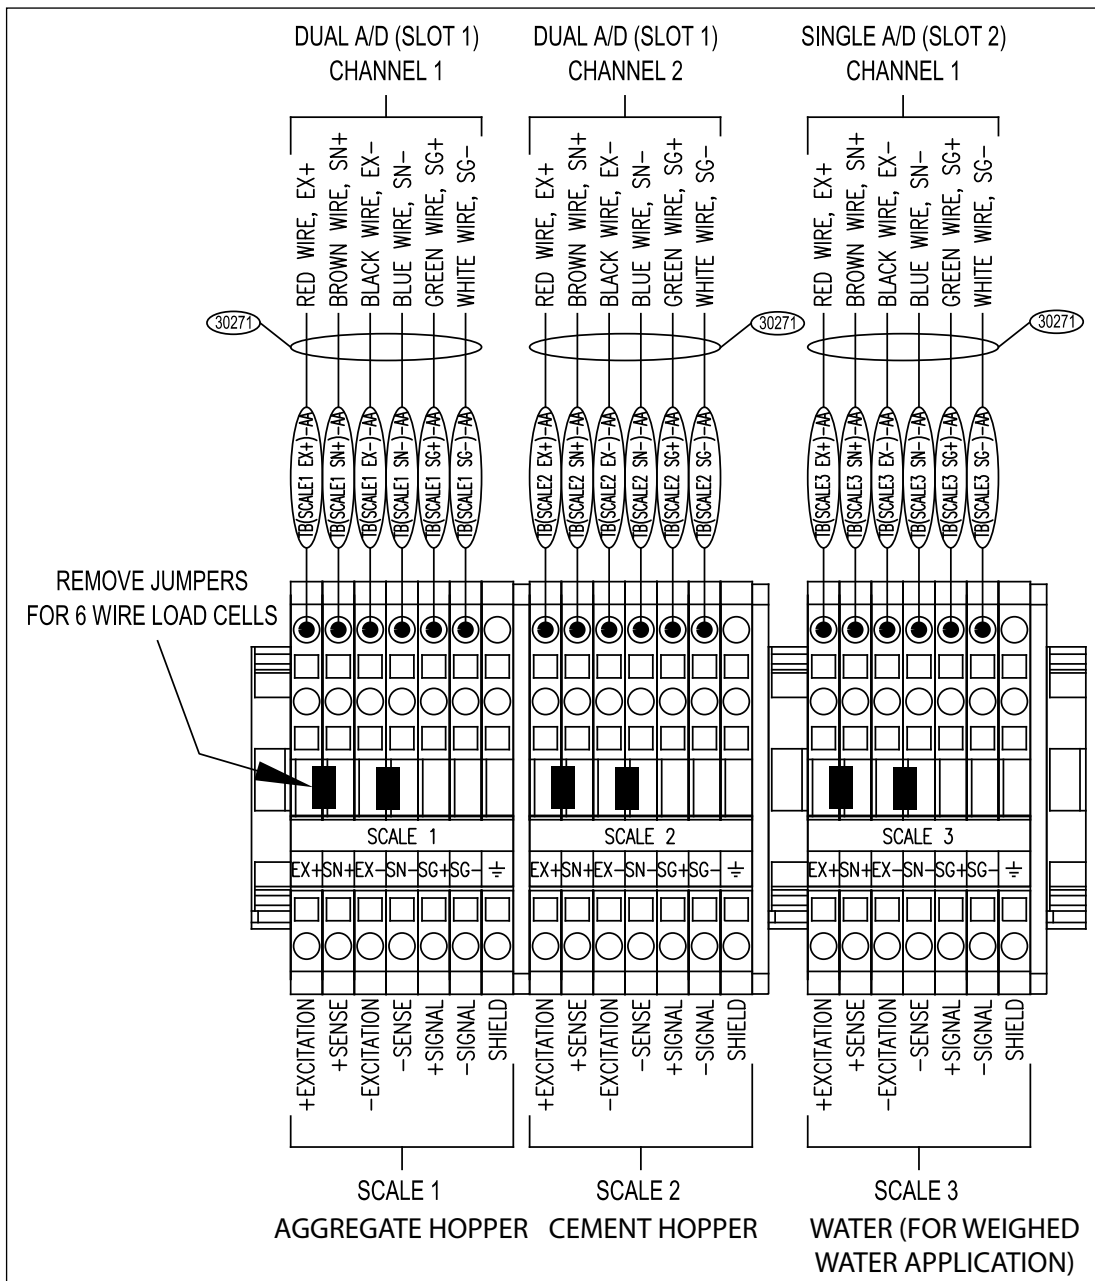 DUAL A/D (SLOT 1)
CHANNEL 1
DUAL A/D (SLOT 1)
CHANNEL 2
SINGLE A/D (SLOT 2)
CHANNEL 1
RED WIRE, EX+
BROWN WIRE, SN+
BLACK WIRE, EX-
BLUE WIRE, SN-
GREEN WIRE, SG+
WHITE WIRE, SG-
RED WIRE, EX+
BROWN WIRE, SN+
BLACK WIRE, EX-
BLUE WIRE, SN-
GREEN WIRE, SG+
WHITE WIRE, SG-
RED WIRE, EX+
BROWN WIRE, SN+
BLACK WIRE, EX-
BLUE WIRE, SN-
GREEN WIRE, SG+
WHITE WIRE, SG-
30271
30271
30271
TB(SCALE1 EX+)-AA
TB(SCALE1 SN+)-AA
TB(SCALE1 EX-)-AA
TB(SCALE1 SN-)-AA
TB(SCALE1 SG+)-AA
TB(SCALE1 SG-)-AA
TB(SCALE2 EX+)-AA
TB(SCALE2 SN+)-AA
TB(SCALE2 EX-)-AA
TB(SCALE2 SN-)-AA
TB(SCALE2 SG+)-AA
TB(SCALE2 SG-)-AA
TB(SCALE3 EX+)-AA
TB(SCALE3 SN+)-AA
TB(SCALE3 EX-)-AA
TB(SCALE3 SN-)-AA
TB(SCALE3 SG+)-AA
TB(SCALE3 SG-)-AA
REMOVE JUMPERS
FOR 6 WIRE LOAD CELLS
SCALE 1
SCALE 2
SCALE 3
EX+ SN+ EX- SN- SG+ SG-
EX+ SN+ EX- SN- SG+ SG-
EX+ SN+ EX- SN- SG+ SG-
+EXCITATION
+SENSE
-EXCITATION
-SENSE
+SIGNAL
-SIGNAL
SHIELD
+EXCITATION
+SENSE
-EXCITATION
-SENSE
+SIGNAL
-SIGNAL
SHIELD
+EXCITATION
+SENSE
-EXCITATION
-SENSE
+SIGNAL
-SIGNAL
SHIELD
SCALE 1
AGGREGATE HOPPER
SCALE 2
CEMENT HOPPER
SCALE 3
WATER (FOR WEIGHED
WATER APPLICATION)